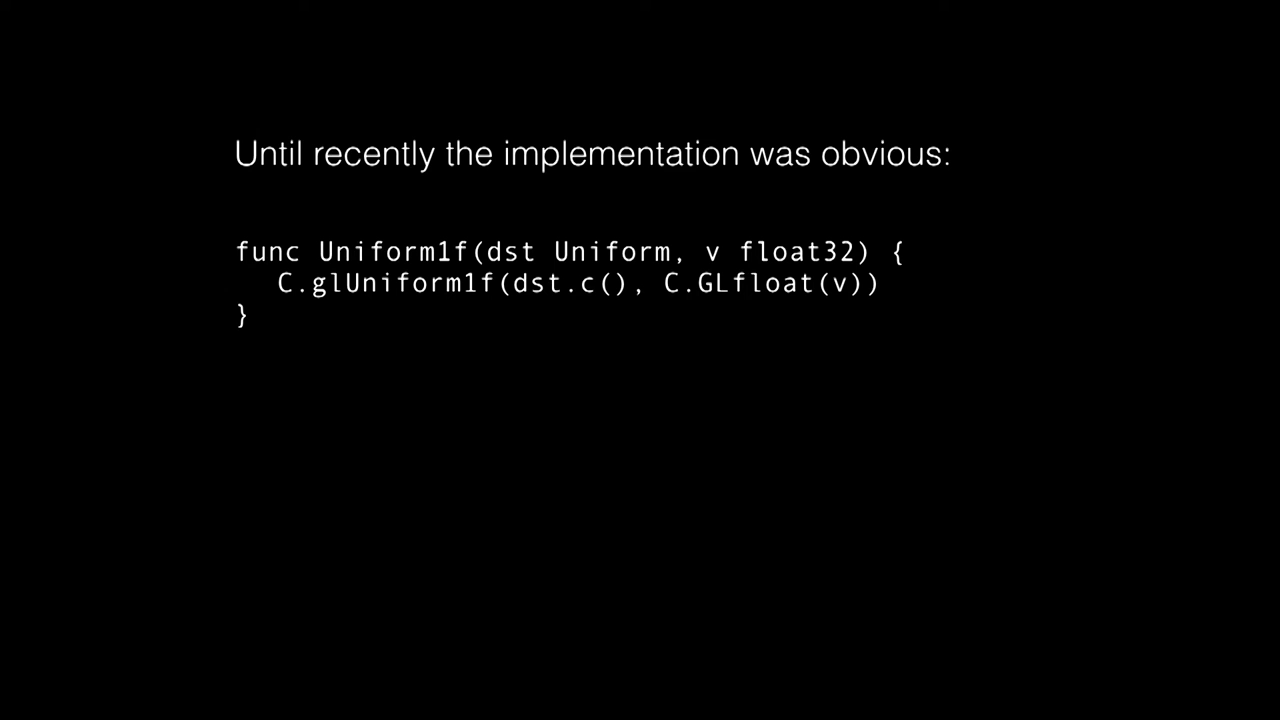 Until recently the implementation was obvious:
func Uniform1f(dst Uniform, v float32) {
   C.glUniform1f(dst.c(), C.GLfloat(v))
}